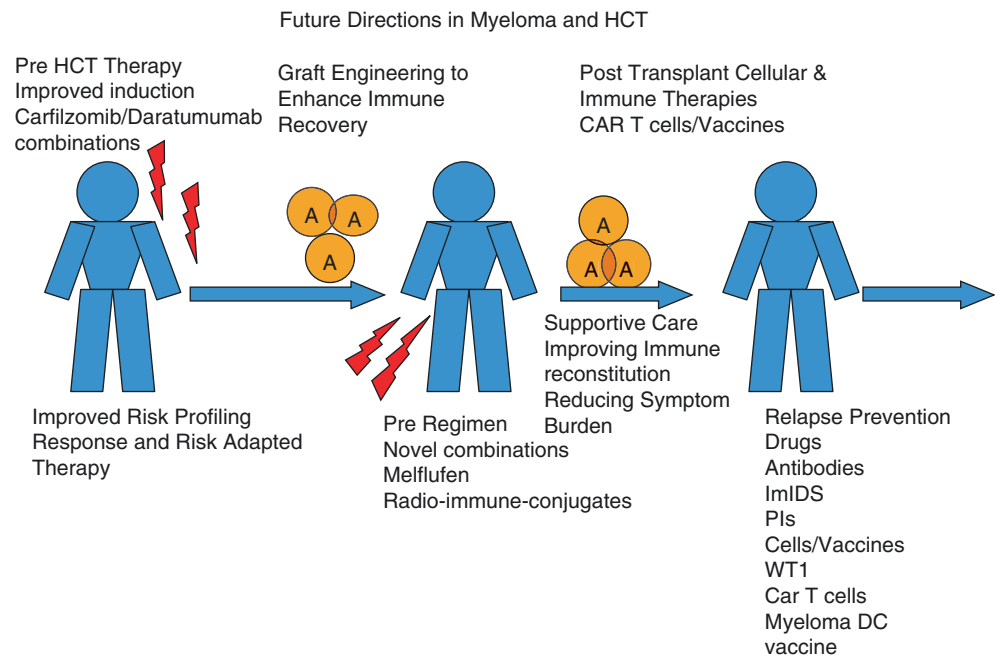 Future Directions in Myeloma and HCT
Pre HCT Therapy
Improved induction
Carfilzomib/Daratumumab
combinations
Graft Engineering to
Enhance Immune
Recovery
Post Transplant Cellular &
Immune Therapies
CAR T cells/Vaccines
A
A
A
A
A
A
Improved Risk Profiling
Response and Risk Adapted
Therapy
Pre Regimen
Novel combinations
Melflufen
Radio-immune-conjugates
Supportive Care
Improving Immune
reconstitution
Reducing Symptom
Burden
Relapse Prevention
Drugs
Antibodies
ImIDS
PIs
Cells/Vaccines
WT1
Car T cells
Myeloma DC
vaccine